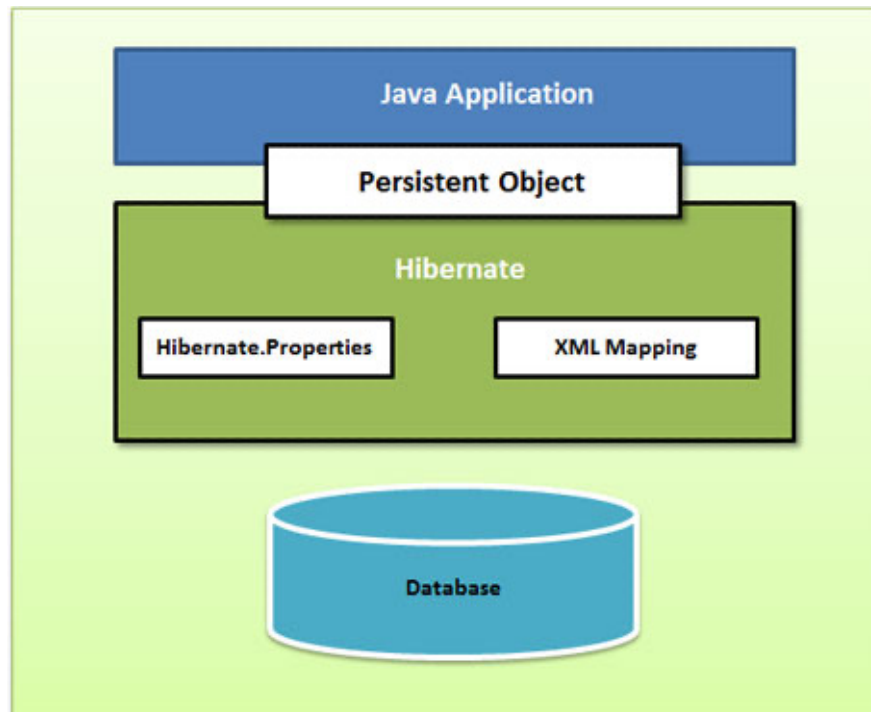 Java Application
Persistent Object
Hibernate
Hibernate.Properties
XML Mapping
Database